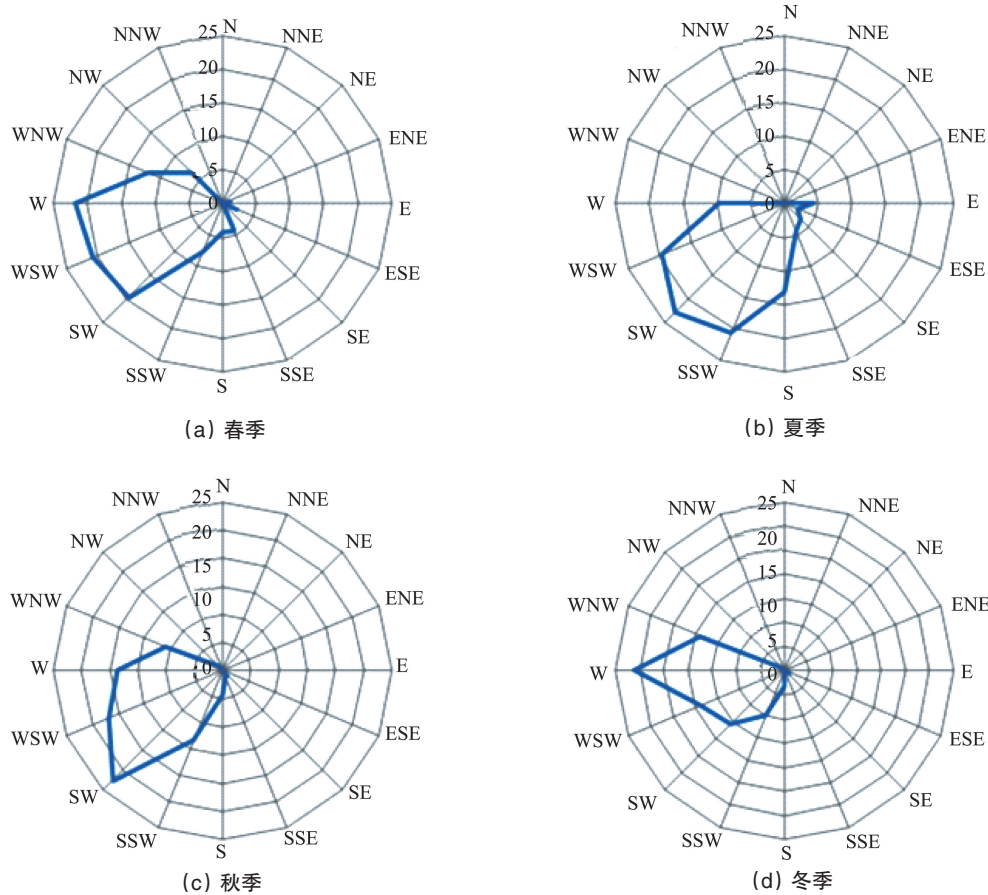 25 N
NNW NNE
20
NW NE
15
WNW 10 ENE
5
W 0 E
WSW ESE
SW SE
SSW SSE
S
(a) 春季
N
25
NNW NNE
20
NW NE
15
WNW 10 ENE
5
W 0 E
WSW ESE
SW SE
SSW SSE
S
(b) 夏季
N
25
NNW NNE
20
NW NE
15
WNW 10 ENE
5
W 0 E
WSW ESE
SW SE
SSW SSE
S
(c) 秋季
N
25
NNW NNE
20
NW NE
15
WNW 10 ENE
5
W 0 E
WSW ESE
SW SE
SSW SSE
S
(d) 冬季